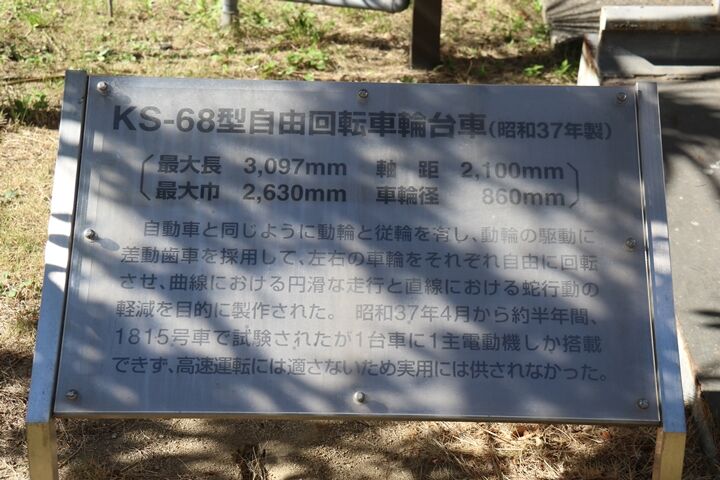 KS-68型自由回転車輪台車(昭和37年製)
最大長 3,097mm 軸 距 2,100mm
最大巾 2,630mm 車輪径 860mm
自動車と同じように動輪と従輪を有し、動輪の駆動に
差動歯車を採用して、左右の車輪をそれぞれ自由に回転
させ、曲線における円滑な走行と直線における蛇行動の
軽減を目的に製作された。 昭和37年4月から約半年間、
1815号車で試験されたが1台車に1主電動機しか搭載
できず、高速運転には適さないため実用には供されなかった。